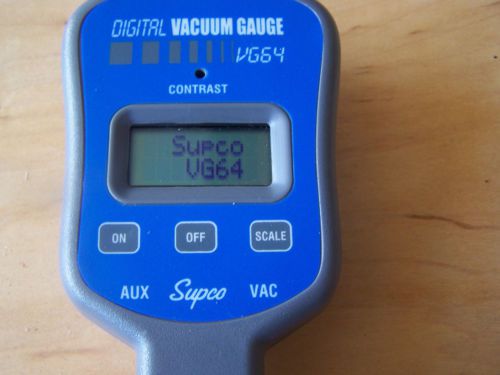 DIGITAL VACUUM GAUGE
VG64
CONTRAST
Supco
VG64
ON OFF SCALE
AUX Supco VAC